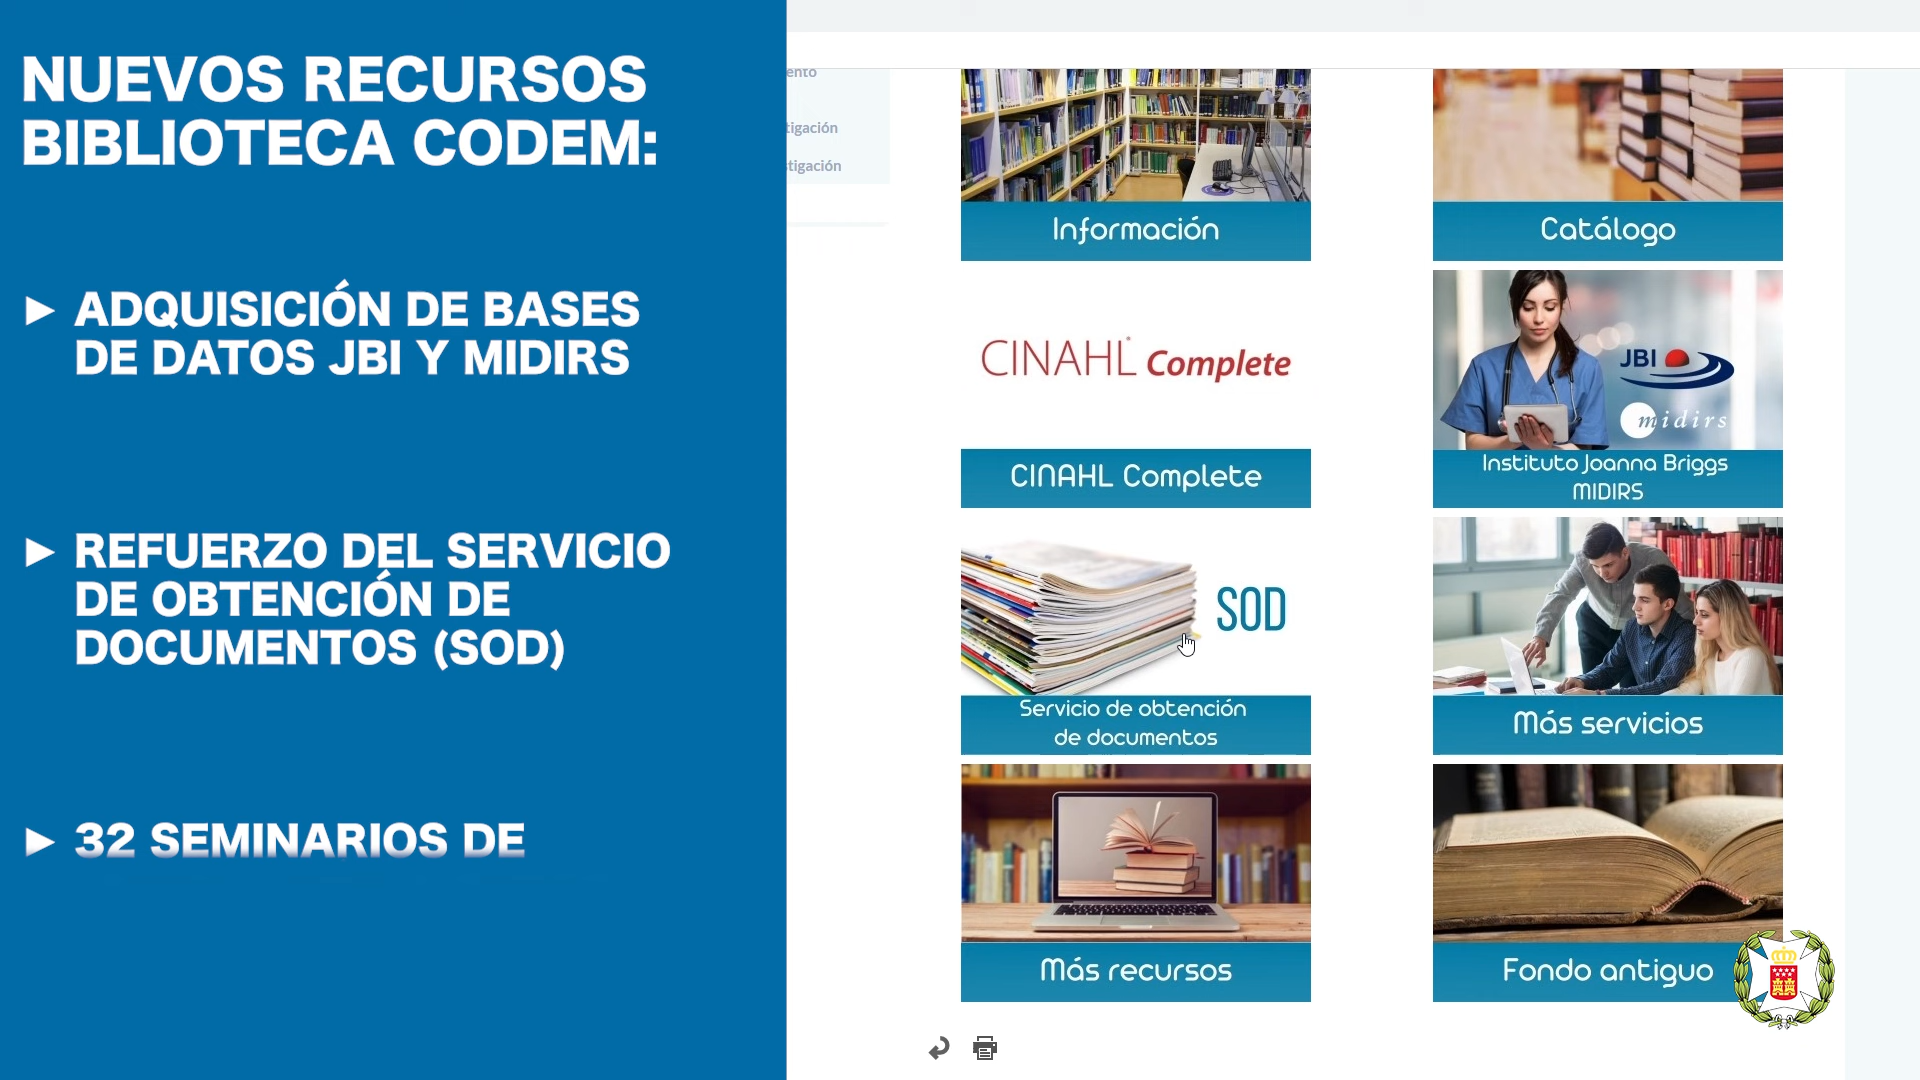 NUEVOS RECURSOS
BIBLIOTECA CODEM:
► ADQUISICIÓN DE BASES
DE DATOS JBI Y MIDIRS
► REFUERZO DEL SERVICIO
DE OBTENCIÓN DE
DOCUMENTOS (SOD)
► 32 SEMINARIOS DE
ento
tigación
stigación
Información
Catálogo
CINAHL Complete
CINAHL Complete
JBI
midirs
Instituto Joanna Briggs
MIDIRS
SOD
Servicio de obtención
de documentos
Más servicios
Más recursos
Fondo antiguo